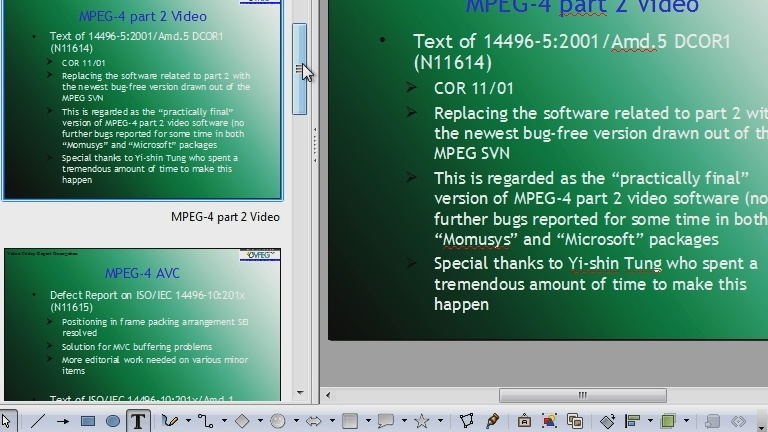 MPEG-4 part 2 Video
Text of 14496-5:2001/Amd.5 DCOR1
(N11614)
COR 11/01
Replacing the software related to part 2 with
the newest bug-free version drawn out of the
MPEG SVN
This is regarded as the “practically final”
version of MPEG-4 part 2 video software (no
further bugs reported for some time in both
“Momusys” and “Microsoft” packages
Special thanks to Yi-shin Tung who spent a
tremendous amount of time to make this
happen
MPEG-4 part 2 Video
MPEG-4 AVC
Defect Report on ISO/IEC 14496-10:201x
(N11615)
Positioning in frame packing arrangement SEI
resolved
Solution for MVC buffering problems
More editorial work needed on various minor
items
Text of ISO/IEC 14496-10:201x/Amd.1
MPEG-4 part 2 Video
Text of 14496-5:2001/Amd.5 DCOR1
(N11614)
COR 11/01
Replacing the software related to part 2 wit
the newest bug-free version drawn out of th
MPEG SVN
This is regarded as the “practically final”
version of MPEG-4 part 2 video software (no
further bugs reported for some time in both
“Momusys” and “Microsoft” packages
Special thanks to Yi-shin Tung who spent a
tremendous amount of time to make this
happen
T